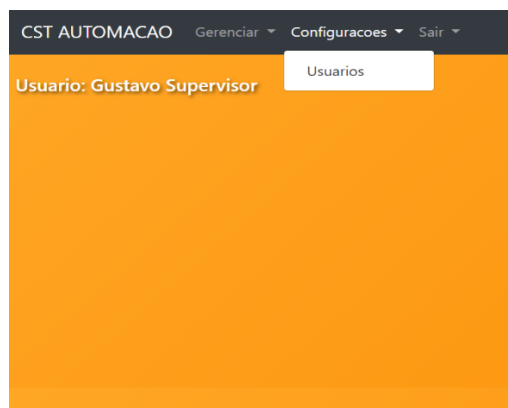 CST AUTOMACAO Gerenciar Configuracoes Sair
Usuarios
Usuario: Gustavo Supervisor